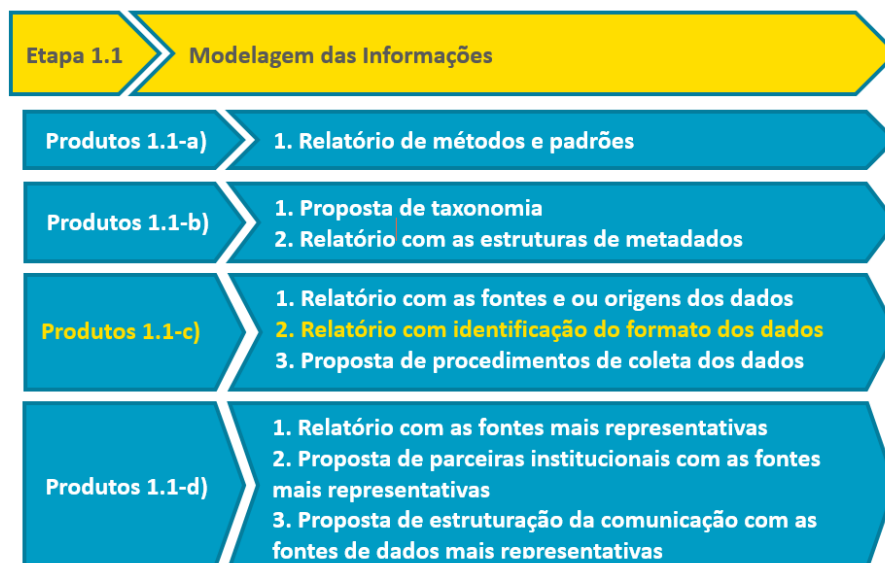 Etapa 1.1
Modelagem das Informações
Produtos 1.1-a)
1. Relatório de métodos e padrões
Produtos 1.1-b)
1. Proposta de taxonomia
2. Relatório com as estruturas de metadados
Produtos 1.1-c)
1. Relatório com as fontes e ou origens dos dados
2. Relatório com identificação do formato dos dados
3. Proposta de procedimentos de coleta dos dados
Produtos 1.1-d)
1. Relatório com as fontes mais representativas
2. Proposta de parceiras institucionais com as fontes
mais representativas
3. Proposta de estruturação da comunicação com as
fontes de dados mais representativas